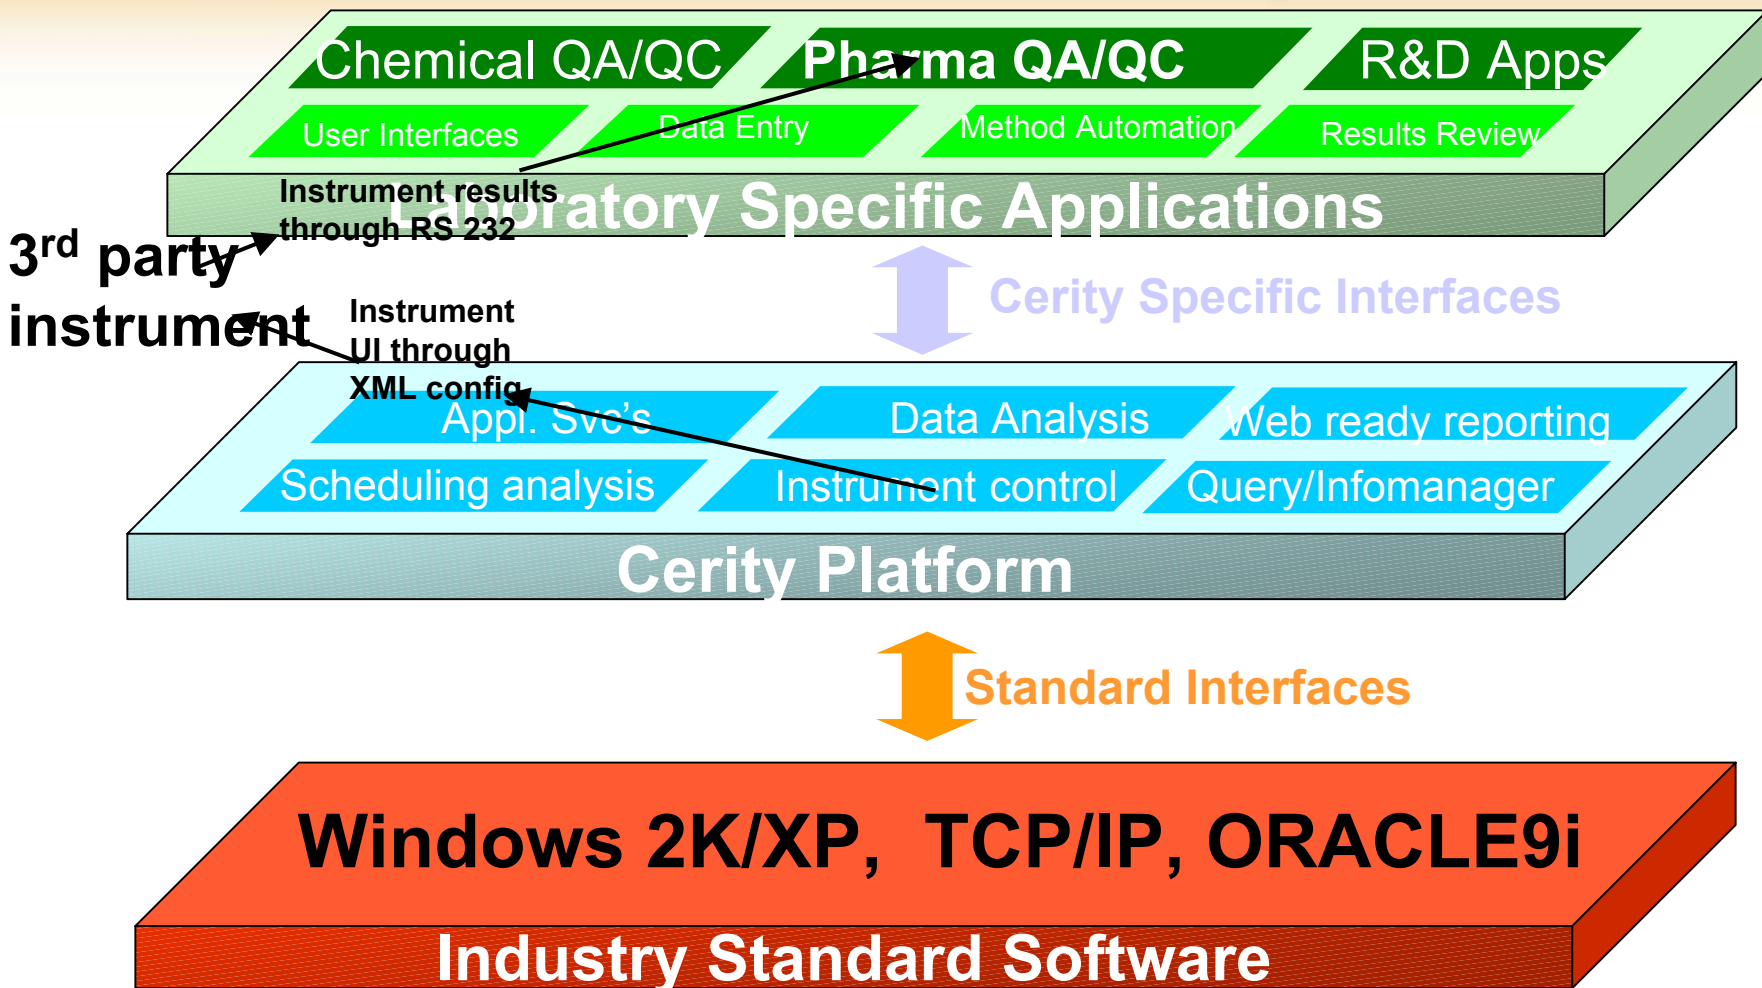 Chemical QA/QC
Pharma QA/QC
R&D Apps
User Interfaces
Data Entry
Method Automation
Results Review
Laboratory Specific Applications
Instrument results
through RS 232
3rd party
instrument
Instrument
UI through
XML config
Cerity Specific Interfaces
Appl. Svc's
Data Analysis
Web ready reporting
Scheduling analysis
Instrument control
Query/Infomanager
Cerity Platform
Standard Interfaces
Windows 2K/XP, TCP/IP, ORACLE9i
Industry Standard Software